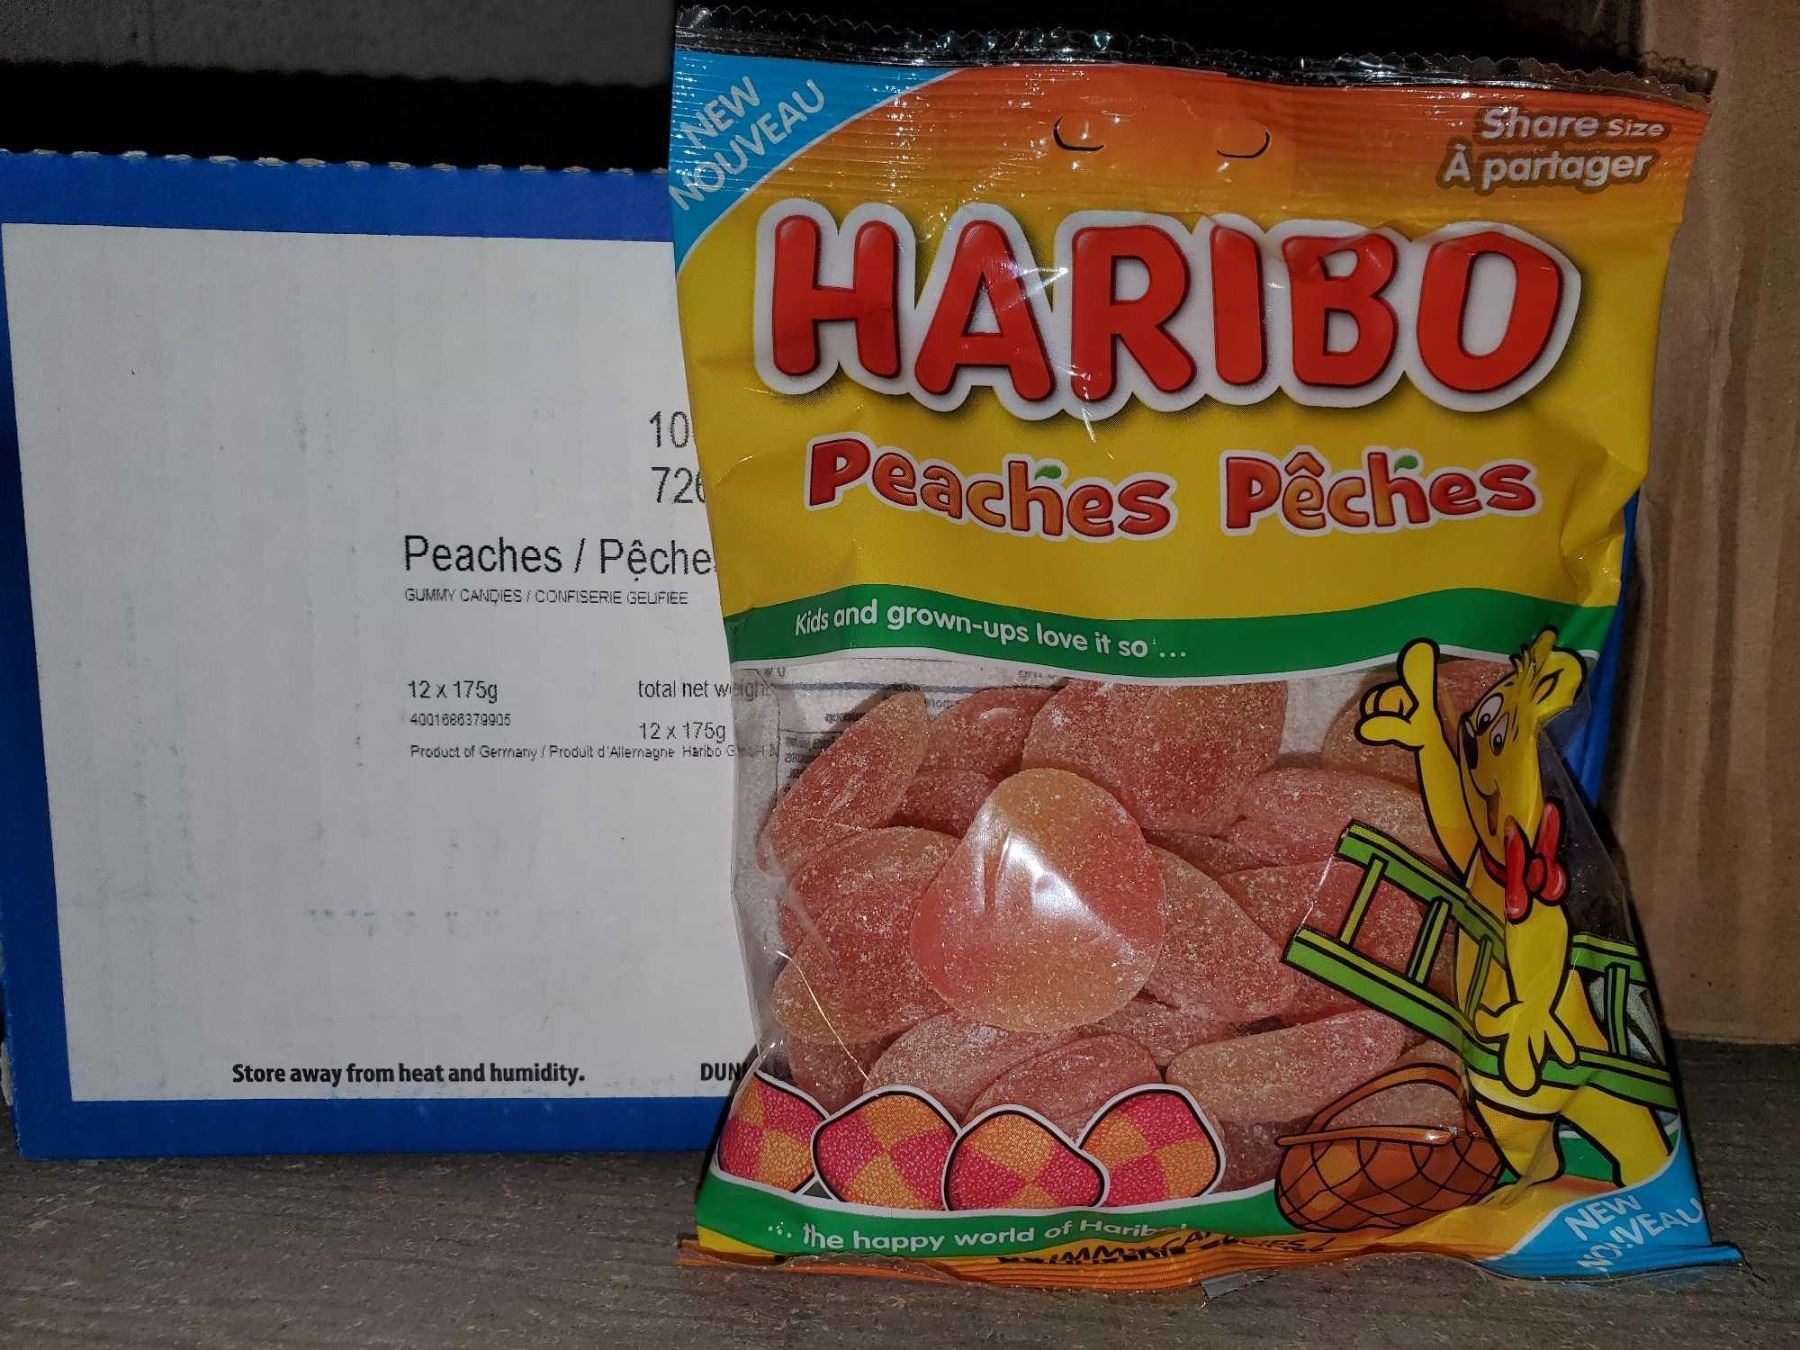 10
726
Peaches / Pêche
GUMMY CANDIES / CONFISERIE GELIFIEE
12 x 175g
total net weigh
4001686379905
12 x 175g
Product of Germany / Produit d'Allemagne Haribo
Store away from heat and humidity.
DUN
NEW
NOUVEAU
Share size
À partager
HARIBO
Peaches Pêches
Kids and grown-ups love it so ...
... the happy world of Haribo
NEW
NOUVEAU